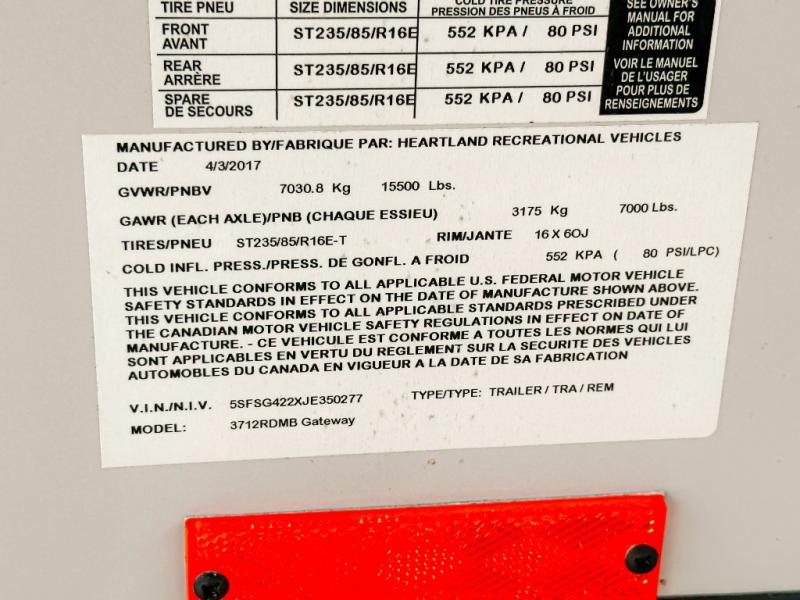 TIRE PNEU SIZE DIMENSIONS COLD TIRE PRESSURE
PRESSION DES PNEUS À FROID
FRONT
AVANT ST235/85/R16E 552 KPA / 80 PSI
REAR
ARRÈRE ST235/85/R16E 552 KPA / 80 PSI
SPARE
DE SECOURS ST235/85/R16E 552 KPA / 80 PSI
SEE OWNER'S
MANUAL FOR
ADDITIONAL
INFORMATION
VOIR LE MANUEL
DE L'USAGER
POUR PLUS DE
RENSEIGNEMENTS
MANUFACTURED BY/FABRIQUE PAR: HEARTLAND RECREATIONAL VEHICLES
DATE 4/3/2017
GVWR/PNBV 7030.8 Kg 15500 Lbs.
GAWR (EACH AXLE)/PNB (CHAQUE ESSIEU) 3175 Kg 7000 Lbs.
TIRES/PNEU ST235/85/R16E-T RIM/JANTE 16 X 6OJ
COLD INFL. PRESS./PRESS. DE GONFL. A FROID 552 KPA ( 80 PSI/LPC)
THIS VEHICLE CONFORMS TO ALL APPLICABLE U.S. FEDERAL MOTOR VEHICLE
SAFETY STANDARDS IN EFFECT ON THE DATE OF MANUFACTURE SHOWN ABOVE.
THIS VEHICLE CONFORMS TO ALL APPLICABLE STANDARDS PRESCRIBED UNDER
THE CANADIAN MOTOR VEHICLE SAFETY REGULATIONS IN EFFECT ON DATE OF
MANUFACTURE. - CE VEHICULE EST CONFORME A TOUTES LES NORMES QUI LUI
SONT APPLICABLES EN VERTU DU REGLEMENT SUR LA SECURITE DES VEHICLES
AUTOMOBLES DU CANADA EN VIGUEUR A LA DATE DE SA FABRICATION
V.I.N./N.I.V. 5SFSG422XJE350277 TYPE/TYPE: TRAILER / TRA / REM
MODEL: 3712RDMB Gateway